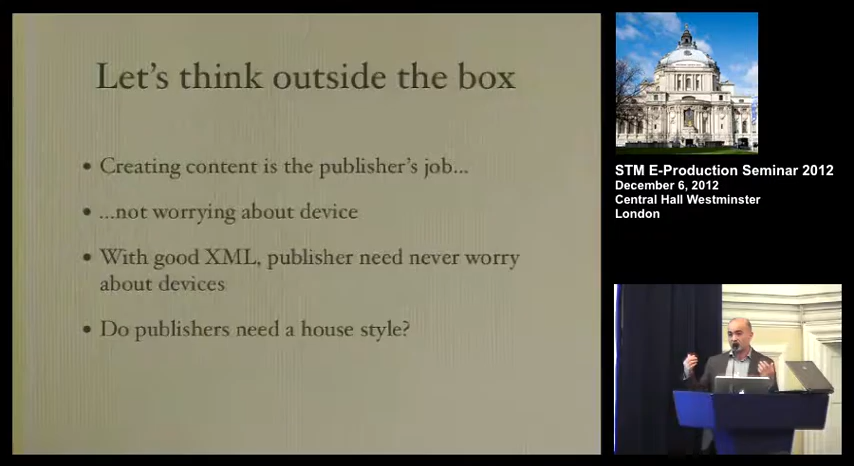 Let's think outside the box
• Creating content is the publisher's job...
• ...not worrying about device
• With good XML, publisher need never worry
about devices
• Do publishers need a house style?
STM E-Production Seminar 2012
December 6, 2012
Central Hall Westminster
London